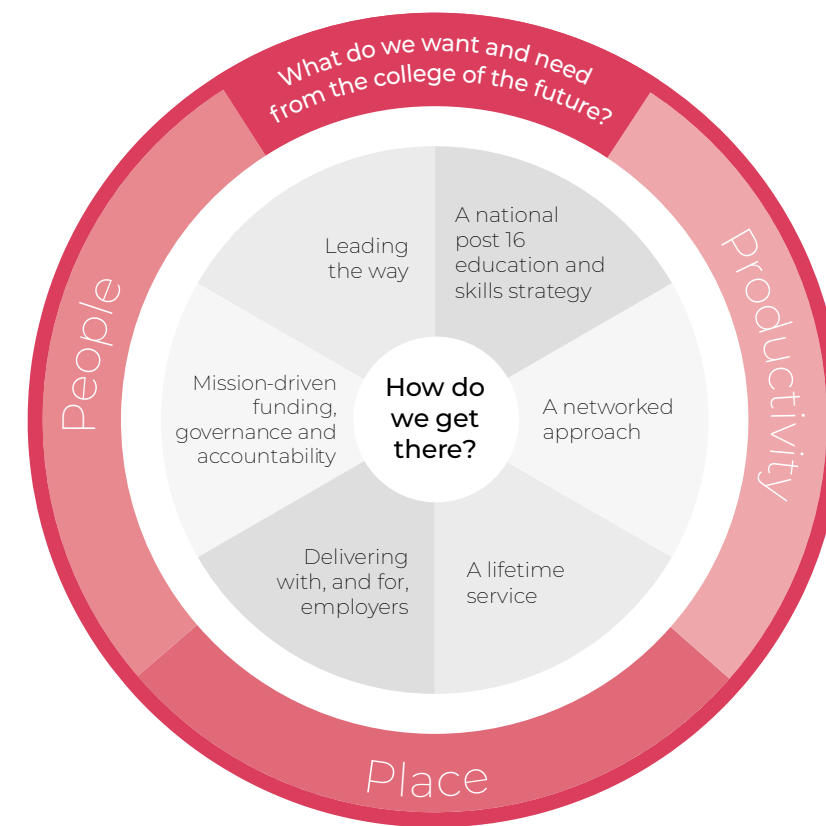 What do we want and need
from the college of the future?
People
Productivity
Place
Leading
the way
A national
post 16
education and
skills strategy
Mission-driven
funding,
governance and
accountability
How do
we get
there?
A networked
approach
Delivering
with, and for,
employers
A lifetime
service